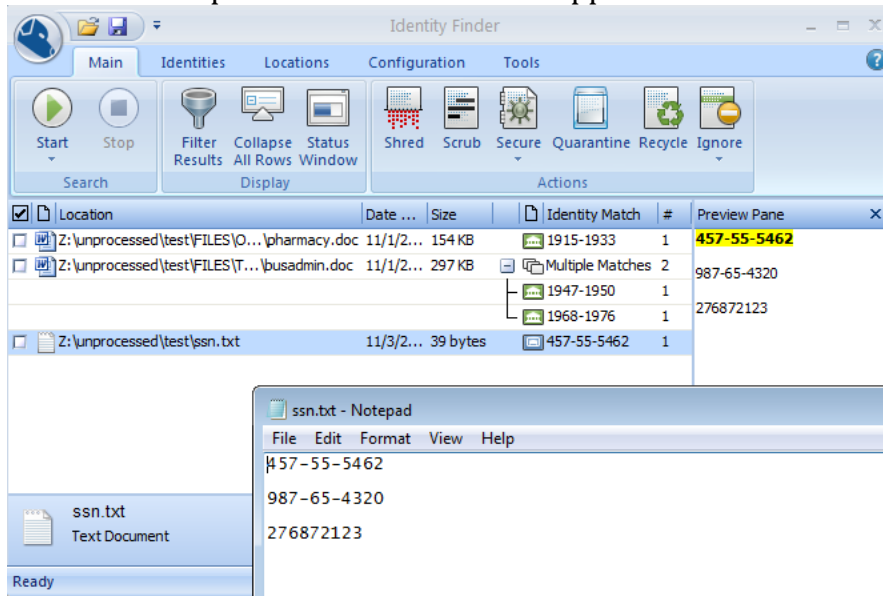 Identity Finder
Main Identities Locations Configuration Tools
Start Stop Filter Results Collapse All Rows Status Window Shred Scrub Secure Quarantine Recycle Ignore
Search Display Actions
Location Date ... Size Identity Match # Preview Pane
Z:\unprocessed\test\FILES\O...\pharmacy.doc 11/1/2... 154 KB 1915-1933 1 457-55-5462
Z:\unprocessed\test\FILES\T...\busadmin.doc 11/1/2... 297 KB Multiple Matches 2 987-65-4320
1947-1950 1
1968-1976 1 276872123
Z:\unprocessed\test\ssn.txt 11/3/2... 39 bytes 457-55-5462 1
ssn.txt - Notepad
File Edit Format View Help
457-55-5462
987-65-4320
276872123
ssn.txt
Text Document
Ready